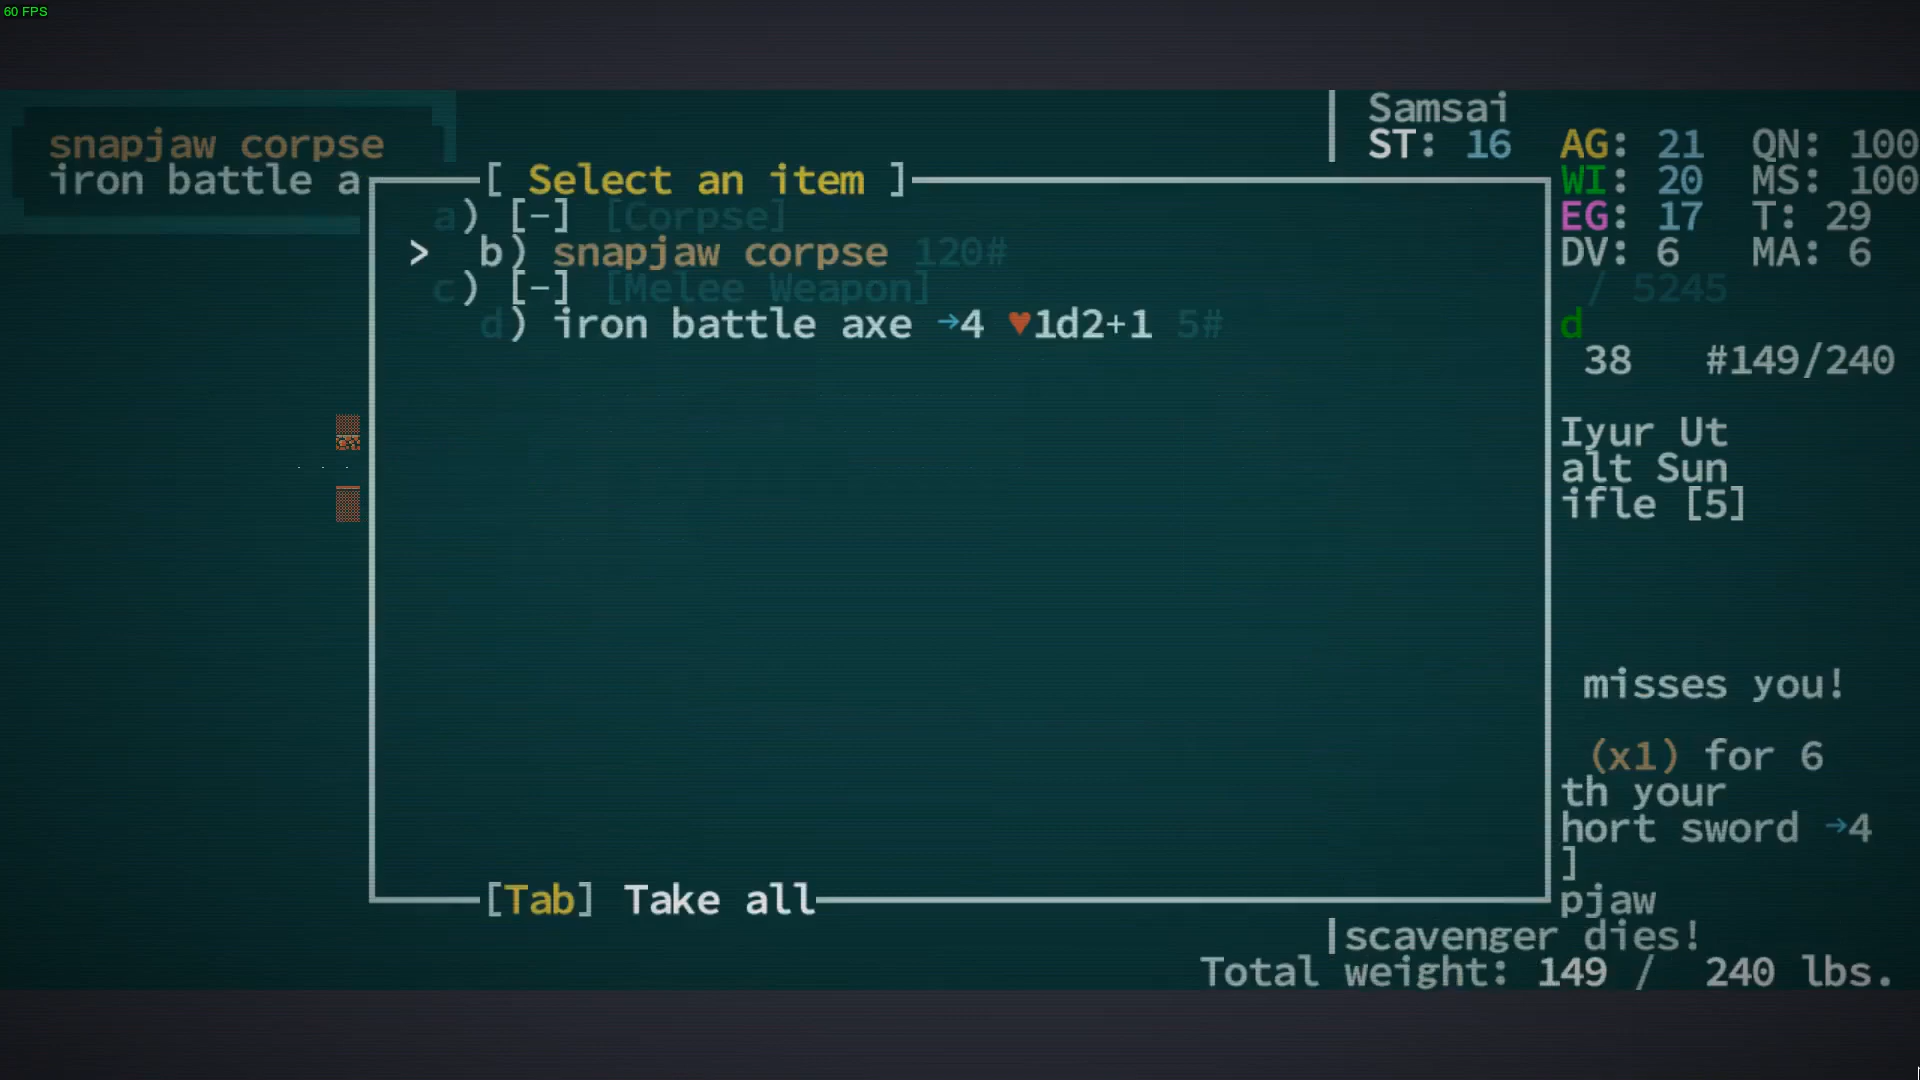 60 FPS
snapjaw corpse
iron battle a
[ Select an item ]
a) [-] [Corpse]
> b) snapjaw corpse 120#
c) [-] [Melee Weapon]
d) iron battle axe →4 ♥1d2+1 5#
[Tab] Take all
Samsai
ST: 16 AG: 21 QN: 100
WI: 20 MS: 100
EG: 17 T: 29
DV: 6 MA: 6
/ 5245
d
38 #149/240
Iyur Ut
alt Sun
ifle [5]
misses you!
(x1) for 6
th your
hort sword →4
]
pjaw
scavenger dies!
Total weight: 149 / 240 lbs.